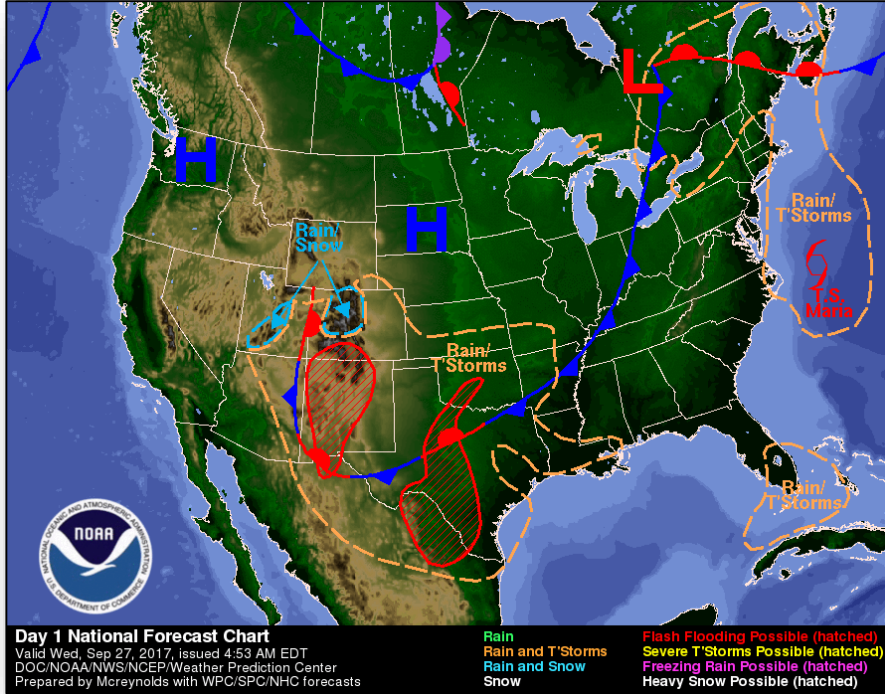 L
H
Rain/
Snow
H
Rain/
T'Storms
T.S.
Maria
Rain/
T'Storms
Rain/
T'Storms
NATIONAL OCEANIC AND ATMOSPHERIC ADMINISTRATION
NOAA
U.S. DEPARTMENT OF COMMERCE
Day 1 National Forecast Chart
Valid Wed, Sep 27, 2017, issued 4:53 AM EDT
DOC/NOAA/NWS/NCEP/Weather Prediction Center
Prepared by Mcreynolds with WPC/SPC/NHC forecasts
Rain
Rain and T'Storms
Rain and Snow
Snow
Flash Flooding Possible (hatched)
Severe T'Storms Possible (hatched)
Freezing Rain Possible (hatched)
Heavy Snow Possible (hatched)